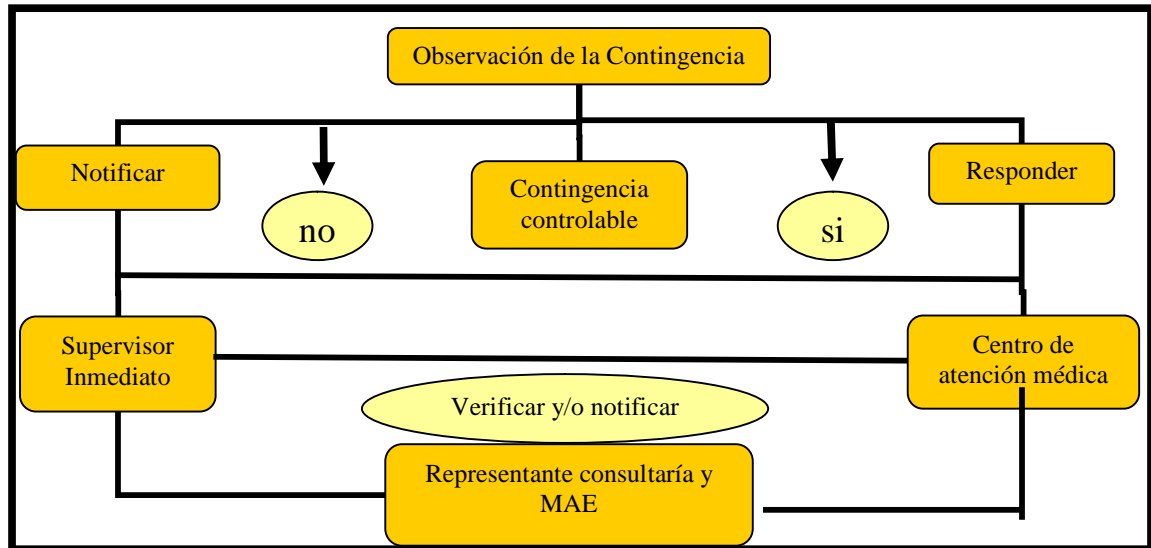 Observación de la Contingencia
Notificar
Contingencia
controlable
Responder
no
si
Supervisor
Inmediato
Centro de
atención médica
Verificar y/o notificar
Representante consultaría y
MAE